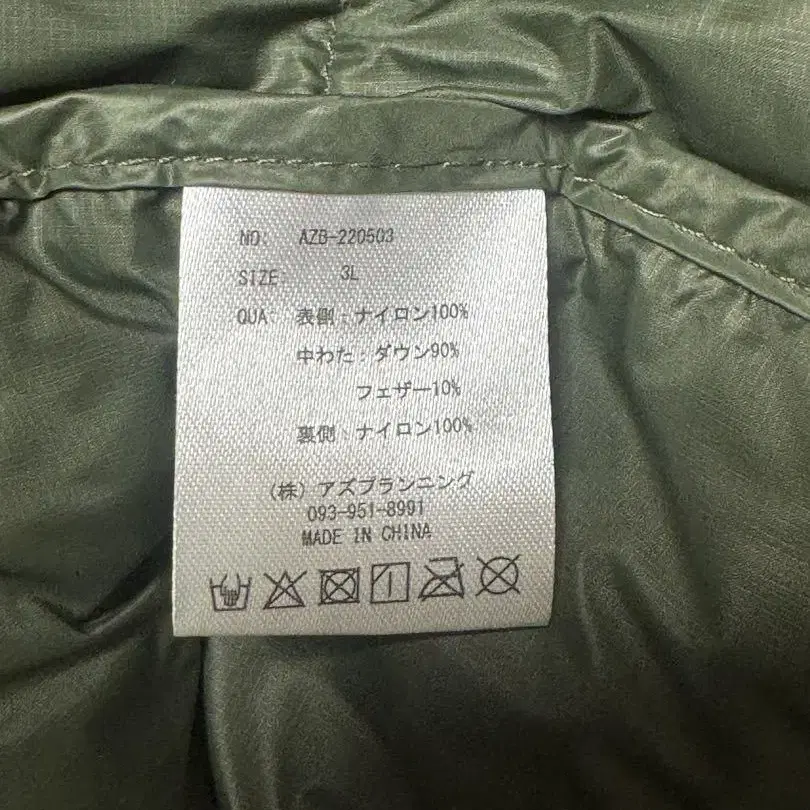 NO: AZB-220503
SIZE: 3L
QUA: 表側:ナイロン100%
中わた:ダウン90%
フェザー10%
裏側:ナイロン100%
(株)アズプランニング
093-951-8991
MADE IN CHINA